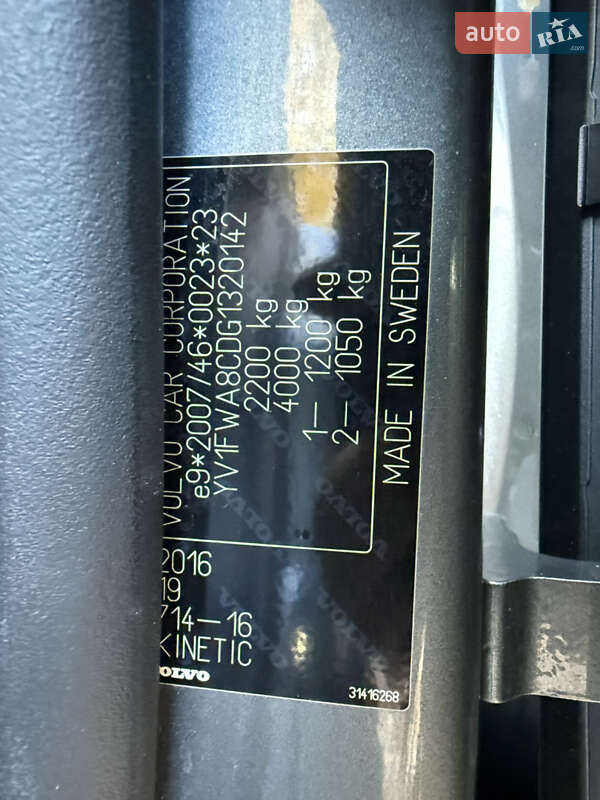 auto RIA .com
VOLVO CAR CORPORATION
e9*2007/46*0023*23
YV1FWA8CDG1320142
2200 kg
4000 kg
1— 1200 kg
2— 1050 kg
MADE IN SWEDEN
2016
19
714-16
KINETIC
VOLVO
31416268